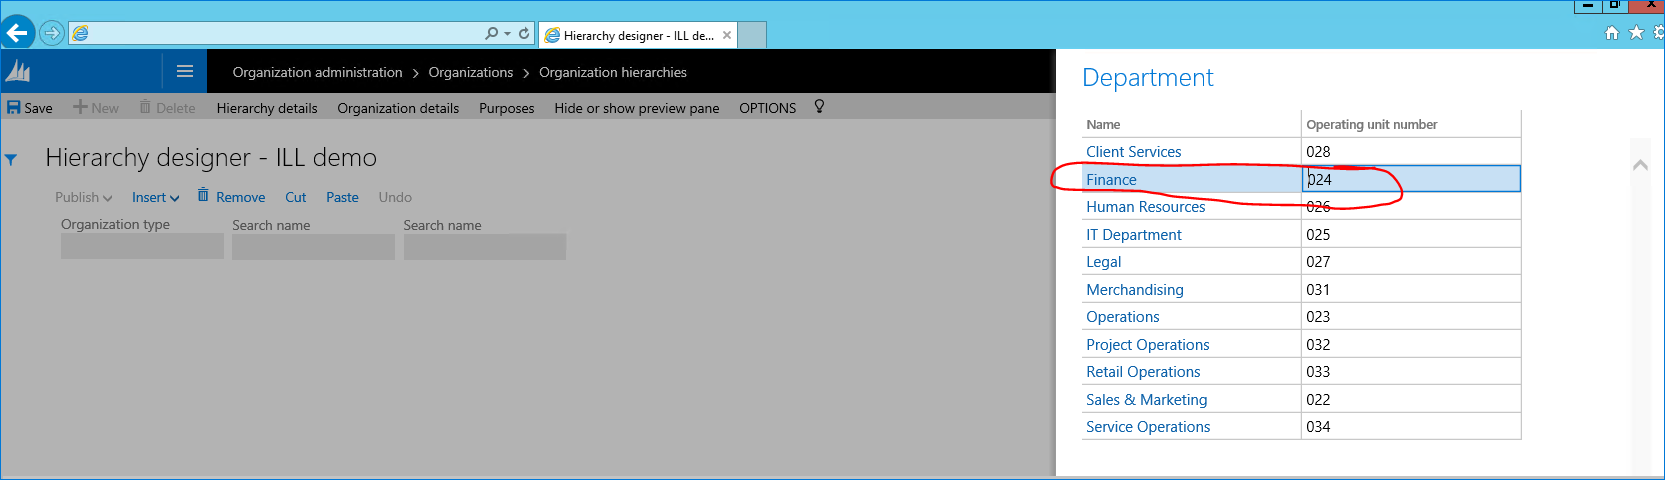 Hierarchy designer - ILL de...
Organization administration > Organizations > Organization hierarchies
Save New Delete Hierarchy details Organization details Purposes Hide or show preview pane OPTIONS
Hierarchy designer - ILL demo
Publish Insert Remove Cut Paste Undo
Organization type Search name Search name
Department
Name Operating unit number
Client Services 028
Finance 024
Human Resources 026
IT Department 025
Legal 027
Merchandising 031
Operations 023
Project Operations 032
Retail Operations 033
Sales & Marketing 022
Service Operations 034